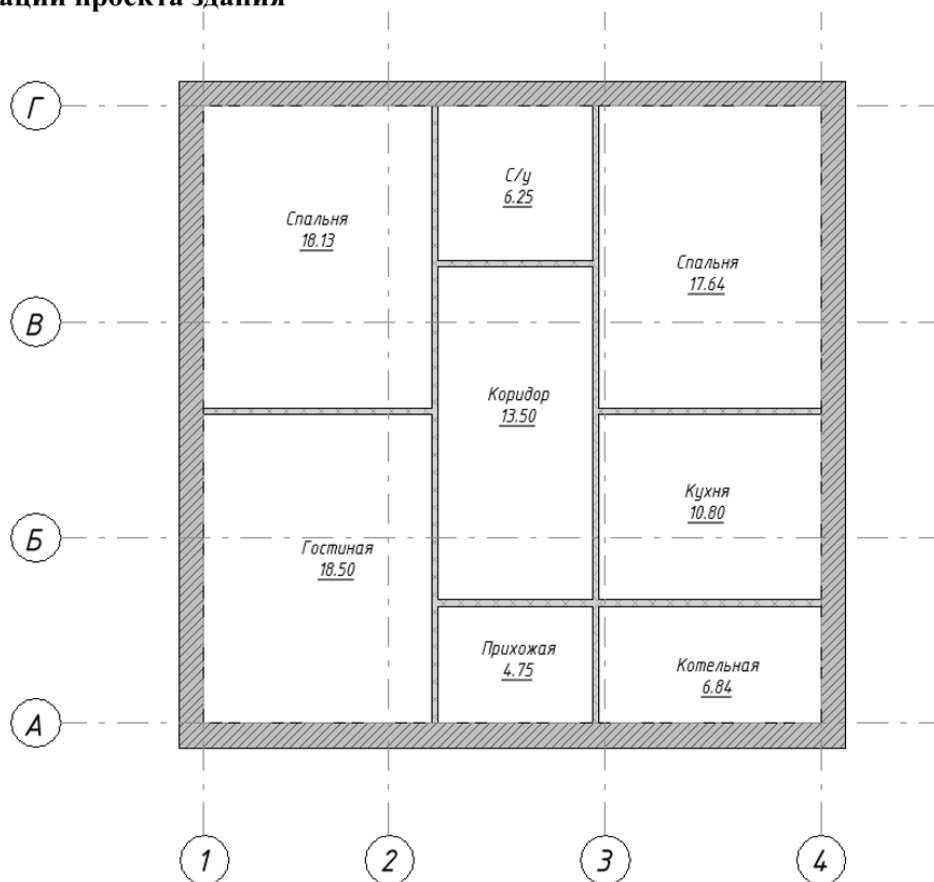 проекта здания
Г
С/у
6.25
Спальня
18.13
Спальня
17.64
В
Коридор
13.50
Кухня
10.80
Б
Гостиная
18.50
Прихожая
4.75
Котельная
6.84
А
1
2
3
4